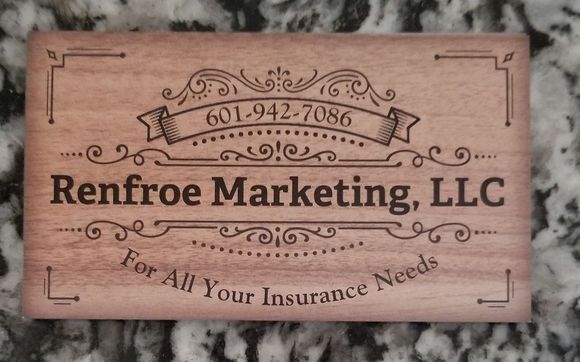 601-942-7086
Renfroe Marketing, LLC
For All Your Insurance Needs